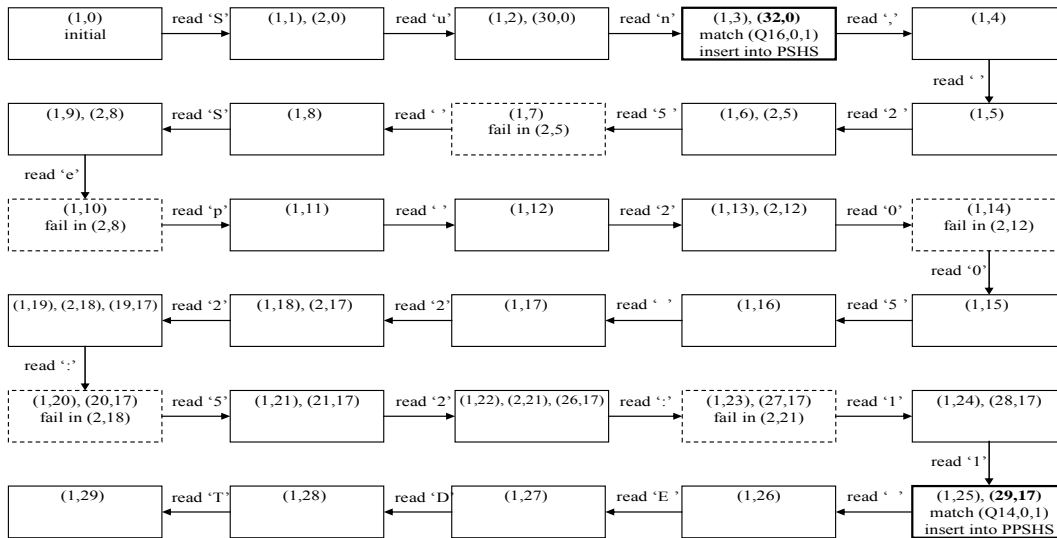 (1,0)
initial
read ‘S’
(1,1), (2,0)
read ‘u’
(1,2), (30,0)
read ‘n’
(1,3), (32,0)
match (Q16,0,1)
insert into PSHS
read ‘,’
(1,4)
read ‘ ’
(1,5)
read ‘2 ’
(1,6), (2,5)
read ‘5 ’
(1,7)
fail in (2,5)
read ‘ ’
(1,8)
read ‘S’
(1,9), (2,8)
read ‘e’
(1,10)
fail in (2,8)
read ‘p’
(1,11)
read ‘ ’
(1,12)
read ‘2’
(1,13), (2,12)
read ‘0’
(1,14)
fail in (2,12)
read ‘0’
(1,15)
read ‘5 ’
(1,16)
read ‘ ’
(1,17)
read ‘2’
(1,18), (2,17)
read ‘2’
(1,19), (2,18), (19,17)
read ‘:’
(1,20), (20,17)
fail in (2,18)
read ‘5’
(1,21), (21,17)
read ‘2’
(1,22), (2,21), (26,17)
read ‘:’
(1,23), (27,17)
fail in (2,21)
read ‘1’
(1,24), (28,17)
read ‘1’
(1,25), (29,17)
match (Q14,0,1)
insert into PPSHS
read ‘ ’
(1,26)
read ‘E ’
(1,27)
read ‘D’
(1,28)
read ‘T’
(1,29)